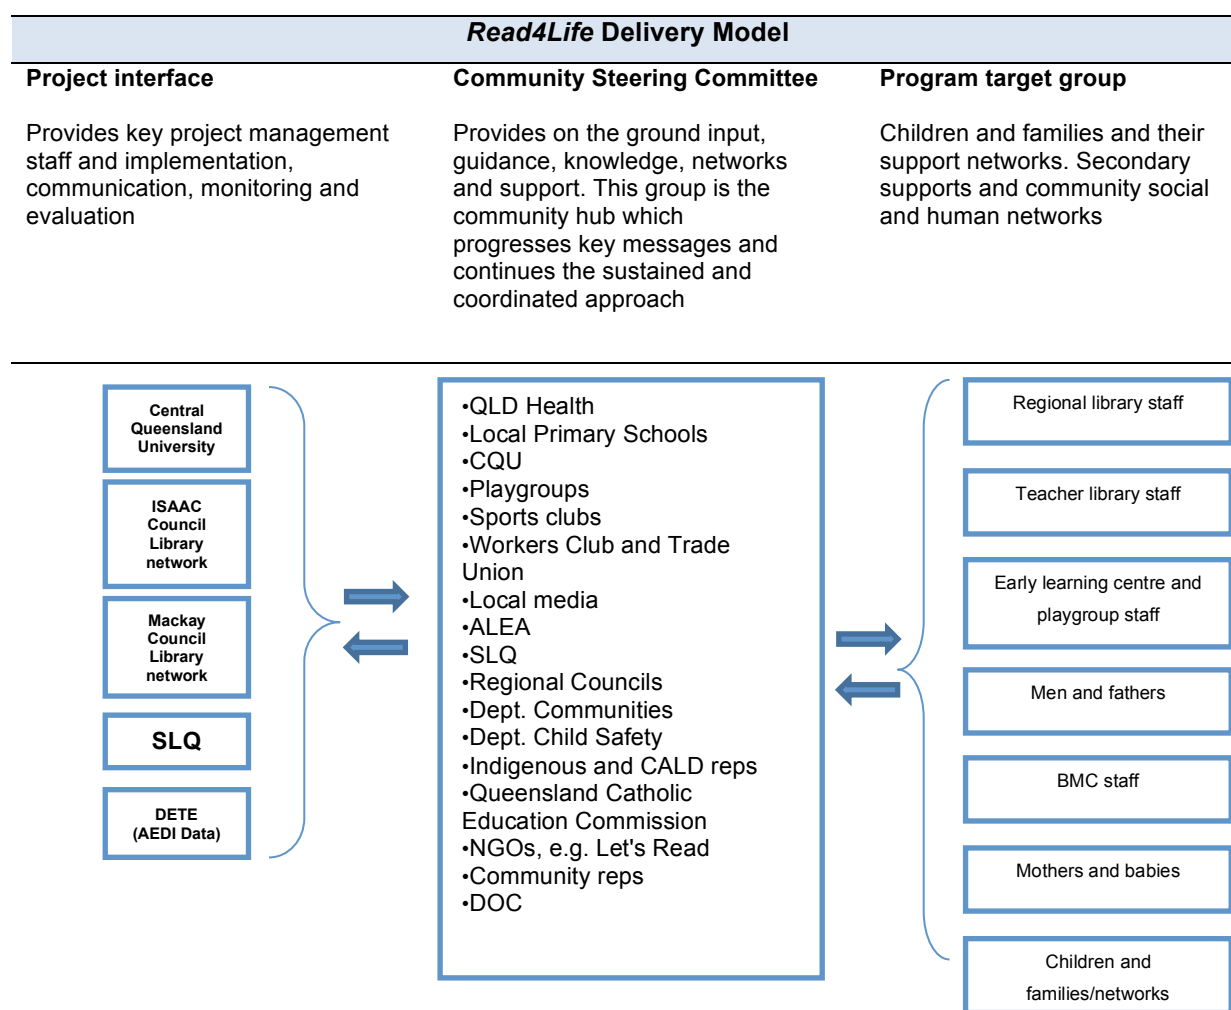 Read4Life Delivery Model
Project interface
Provides key project management
staff and implementation,
communication, monitoring and
evaluation
Community Steering Committee
Provides on the ground input,
guidance, knowledge, networks
and support. This group is the
community hub which
progresses key messages and
continues the sustained and
coordinated approach
Program target group
Children and families and their
support networks. Secondary
supports and community social
and human networks
Central
Queensland
University
ISAAC
Council
Library
network
Mackay
Council
Library
network
SLQ
DETE
(AEDI Data)
•QLD Health
•Local Primary Schools
•CQU
•Playgroups
•Sports clubs
•Workers Club and Trade
Union
•Local media
•ALEA
•SLQ
•Regional Councils
•Dept. Communities
•Dept. Child Safety
•Indigenous and CALD reps
•Queensland Catholic
Education Commission
•NGOs, e.g. Let's Read
•Community reps
•DOC
Regional library staff
Teacher library staff
Early learning centre and
playgroup staff
Men and fathers
BMC staff
Mothers and babies
Children and
families/networks